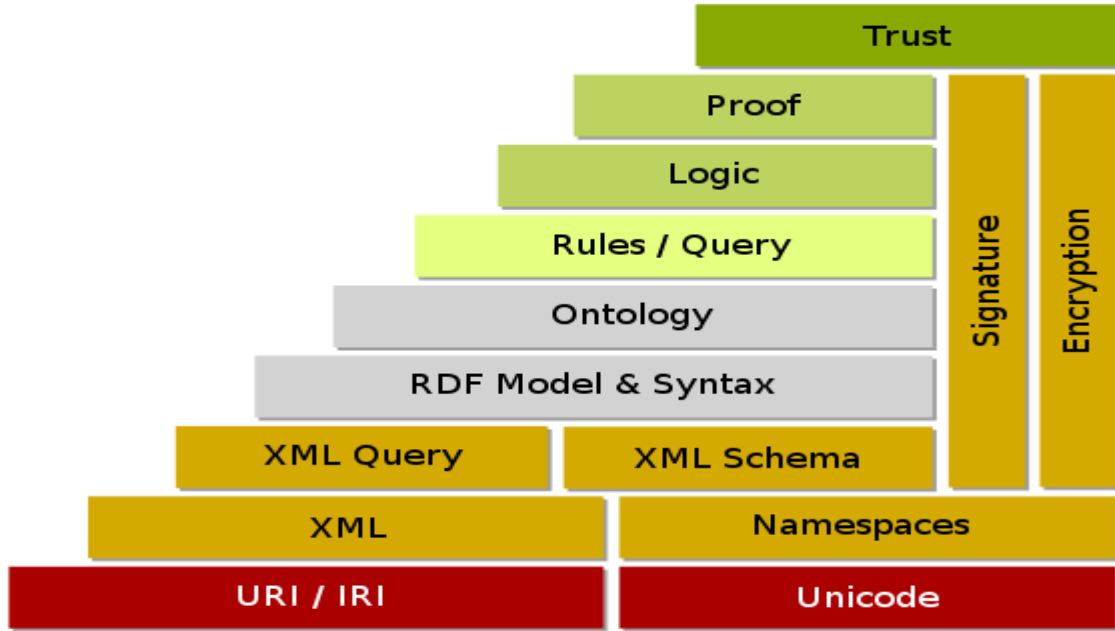 Trust
Proof
Logic
Rules / Query
Ontology
RDF Model & Syntax
XML Query
XML Schema
Signature
Encryption
XML
Namespaces
URI / IRI
Unicode